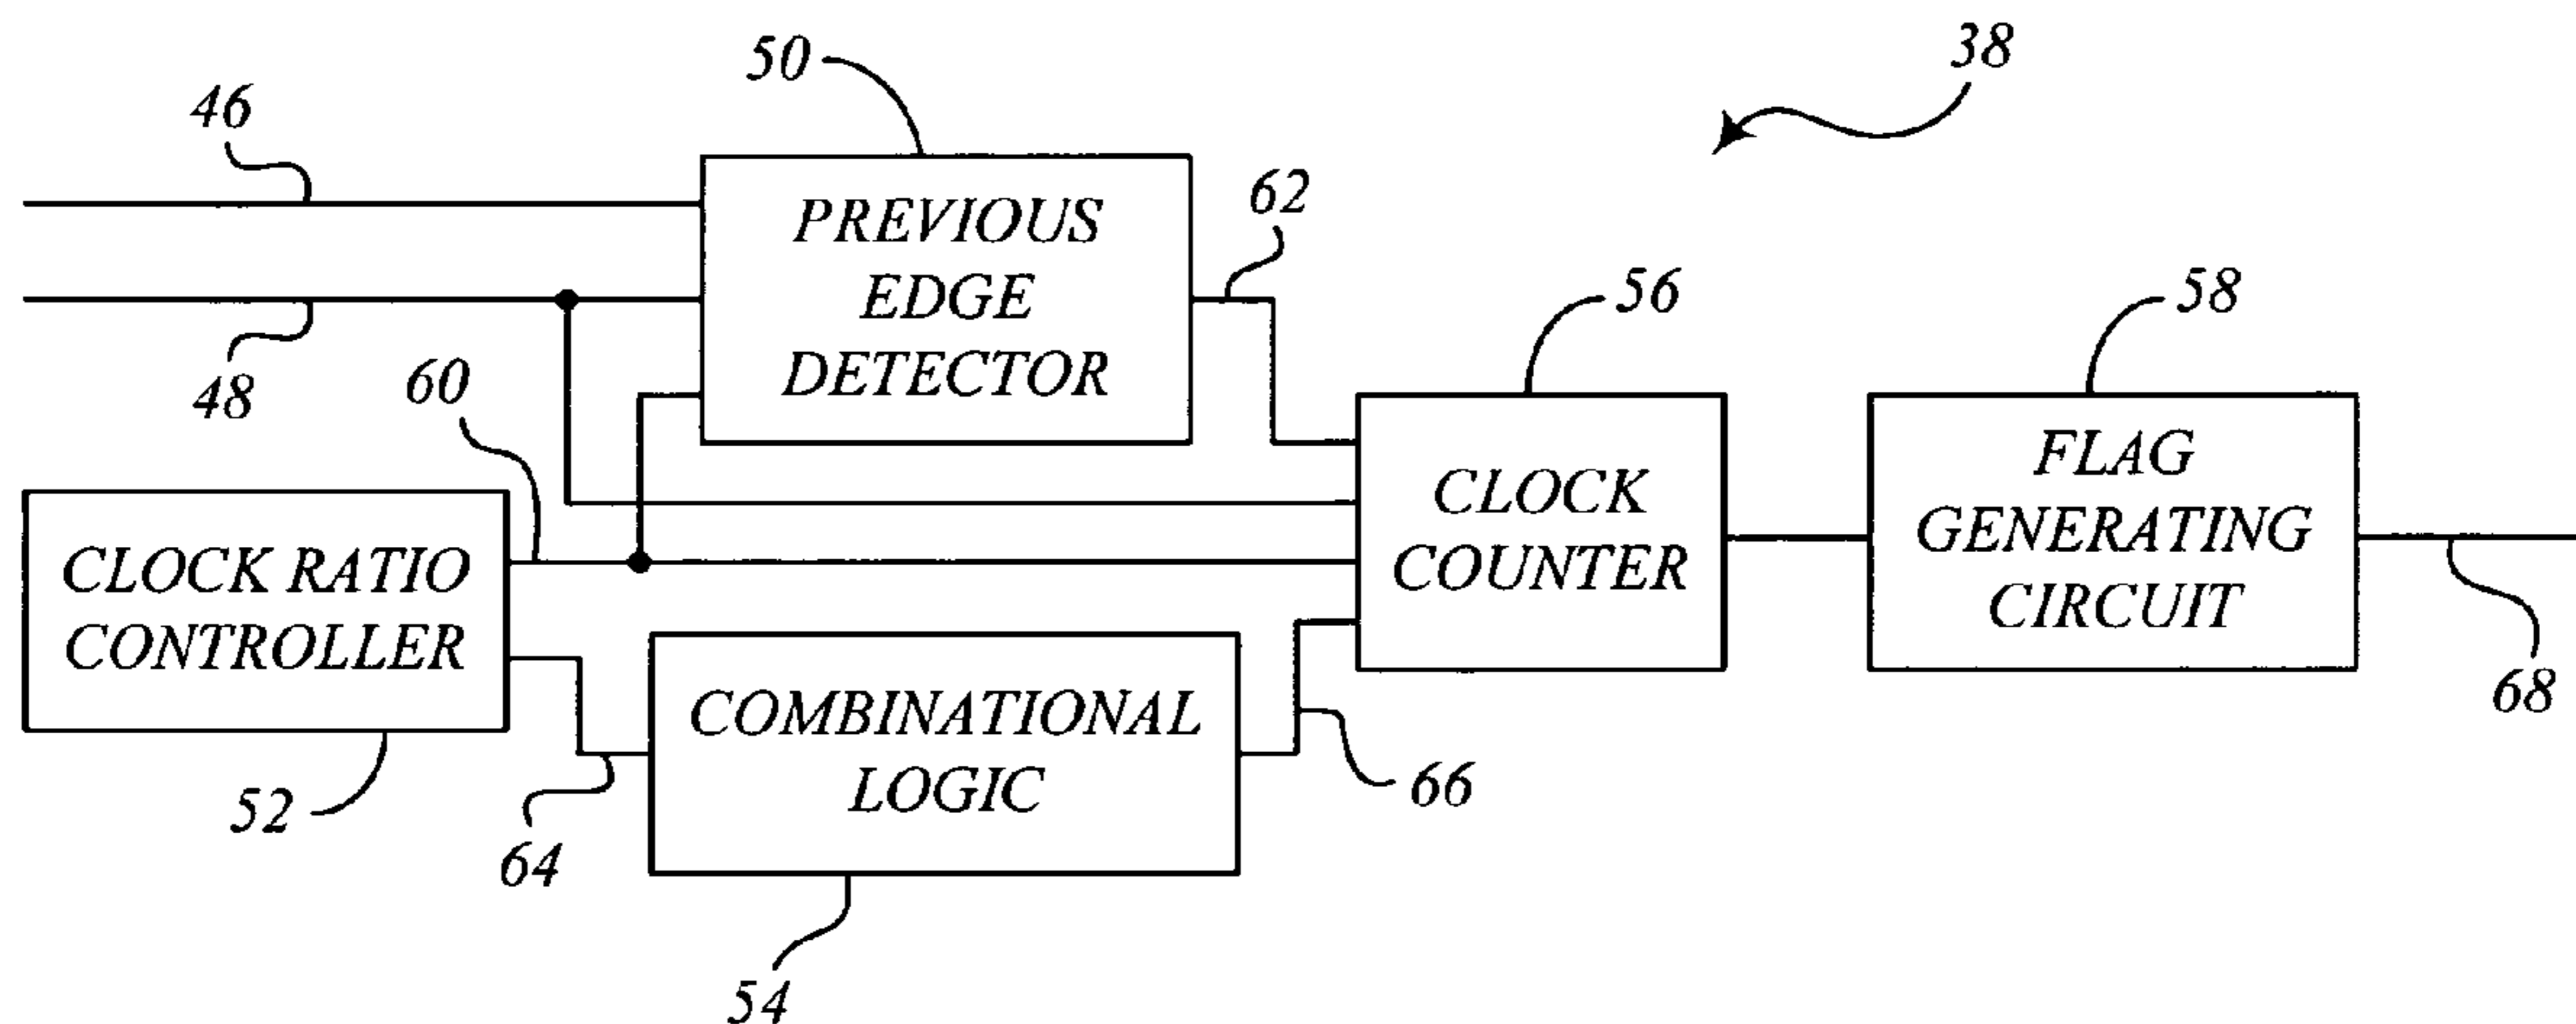 38
50
46
PREVIOUS
EDGE
DETECTOR
62
48
60
56
58
CLOCK RATIO
CONTROLLER
CLOCK
COUNTER
FLAG
GENERATING
CIRCUIT
COMBINATIONAL
LOGIC
52
64
66
68
54